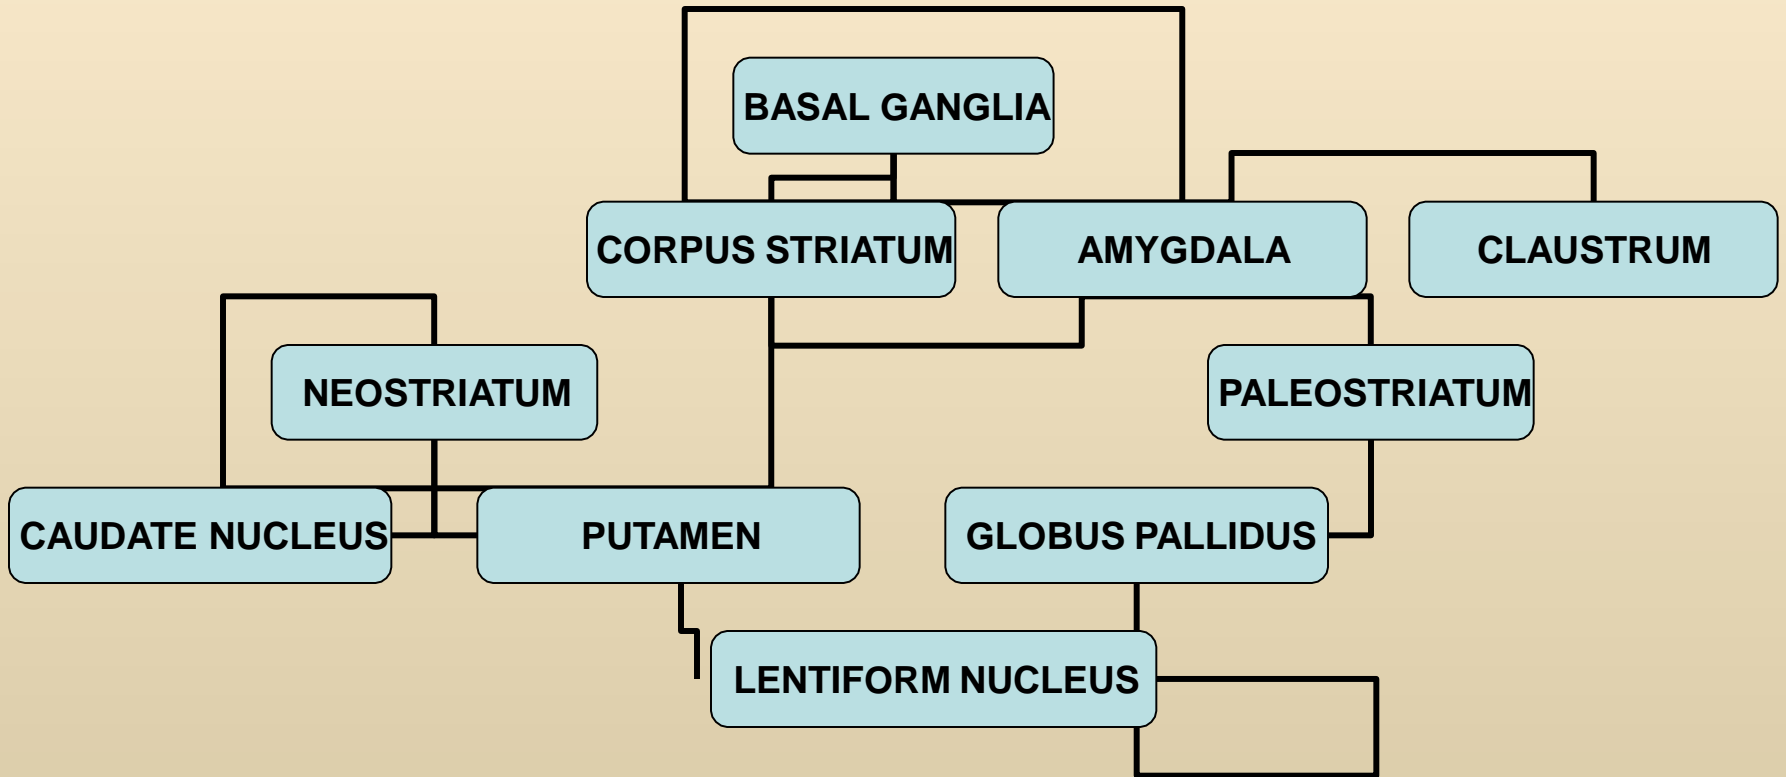 BASAL GANGLIA
CORPUS STRIATUM
AMYGDALA
CLAUSTRUM
NEOSTRIATUM
PALEOSTRIATUM
CAUDATE NUCLEUS
PUTAMEN
GLOBUS PALLIDUS
LENTIFORM NUCLEUS